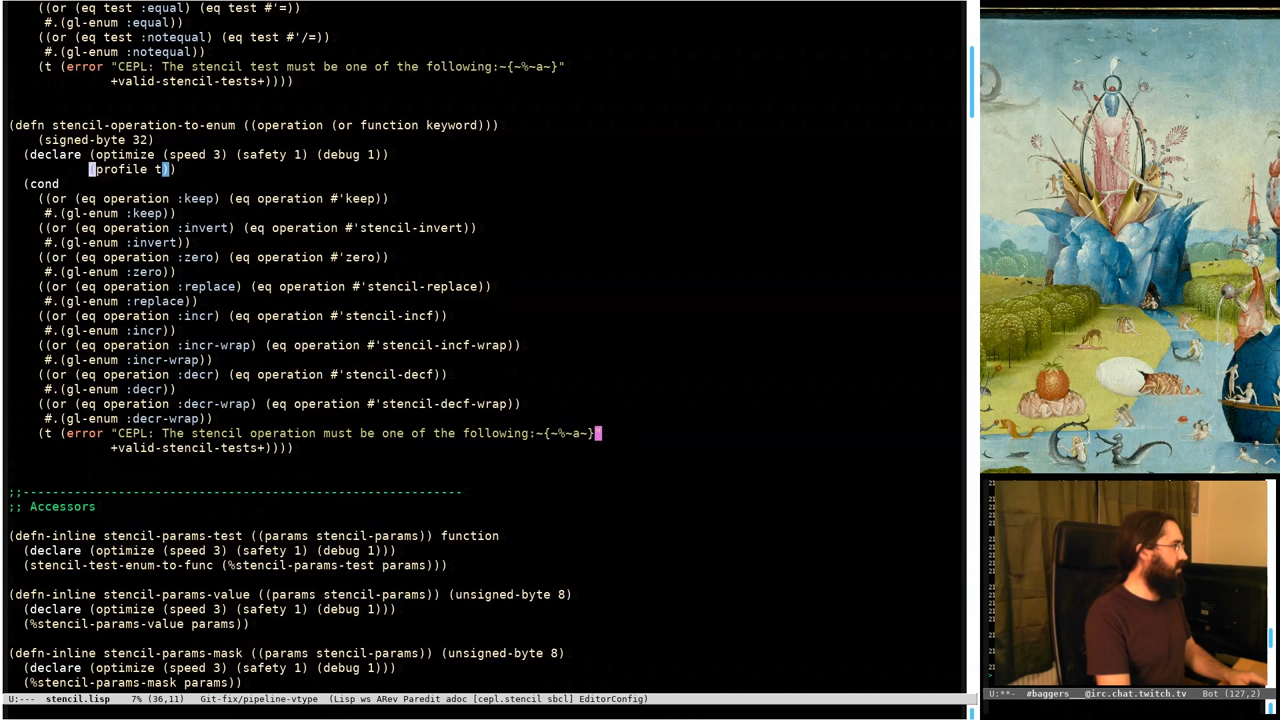 ((or (eq test :equal) (eq test #'=))
#.(gl-enum :equal))
((or (eq test :notequal) (eq test #'/=))
#.(gl-enum :notequal))
(t (error "CEPL: The stencil test must be one of the following:~{~%~a~}"
+valid-stencil-tests+))))
(defn stencil-operation-to-enum ((operation (or function keyword)))
(signed-byte 32)
(declare (optimize (speed 3) (safety 1) (debug 1))
(profile t))
(cond
((or (eq operation :keep) (eq operation #'keep))
#.(gl-enum :keep))
((or (eq operation :invert) (eq operation #'stencil-invert))
#.(gl-enum :invert))
((or (eq operation :zero) (eq operation #'zero))
#.(gl-enum :zero))
((or (eq operation :replace) (eq operation #'stencil-replace))
#.(gl-enum :replace))
((or (eq operation :incr) (eq operation #'stencil-incf))
#.(gl-enum :incr))
((or (eq operation :incr-wrap) (eq operation #'stencil-incf-wrap))
#.(gl-enum :incr-wrap))
((or (eq operation :decr) (eq operation #'stencil-decf))
#.(gl-enum :decr))
((or (eq operation :decr-wrap) (eq operation #'stencil-decf-wrap))
#.(gl-enum :decr-wrap))
(t (error "CEPL: The stencil operation must be one of the following:~{~%~a~}"
+valid-stencil-tests+))))
;;------------------------------------------------------------
;; Accessors
(defn-inline stencil-params-test ((params stencil-params)) function
(declare (optimize (speed 3) (safety 1) (debug 1)))
(stencil-test-enum-to-func (%stencil-params-test params)))
(defn-inline stencil-params-value ((params stencil-params)) (unsigned-byte 8)
(declare (optimize (speed 3) (safety 1) (debug 1)))
(%stencil-params-value params))
(defn-inline stencil-params-mask ((params stencil-params)) (unsigned-byte 8)
(declare (optimize (speed 3) (safety 1) (debug 1)))
(%stencil-params-mask params))
U:--- stencil.lisp 7% (36,11) Git-fix/pipeline-vtype (Lisp ws ARev Paredit adoc [cepl.stencil sbcl] EditorConfig)
U:**- #baggers___@irc.chat.twitch.tv Bot (127,2)